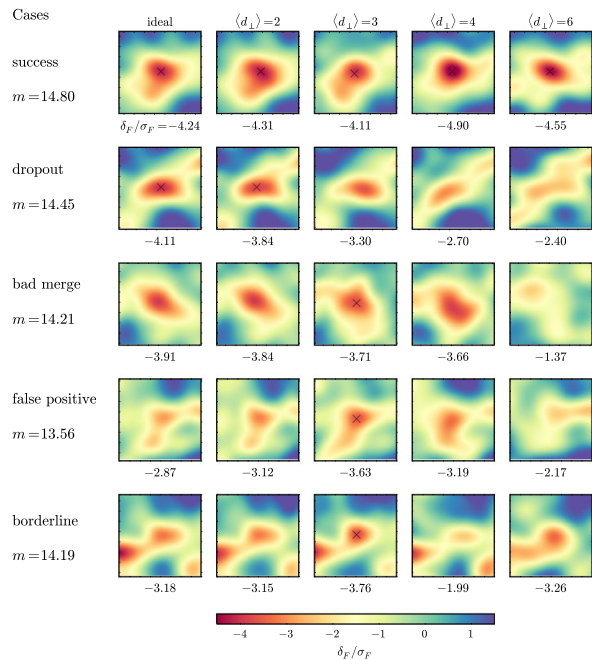 Cases
ideal ⟨d⊥⟩=2 ⟨d⊥⟩=3 ⟨d⊥⟩=4 ⟨d⊥⟩=6
success
m=14.80
δF/σF=−4.24 −4.31 −4.11 −4.90 −4.55
dropout
m=14.45
−4.11 −3.84 −3.30 −2.70 −2.40
bad merge
m=14.21
−3.91 −3.84 −3.71 −3.66 −1.37
false positive
m=13.56
−2.87 −3.12 −3.63 −3.19 −2.17
borderline
m=14.19
−3.18 −3.15 −3.76 −1.99 −3.26
−4 −3 −2 −1 0 1
δF/σF